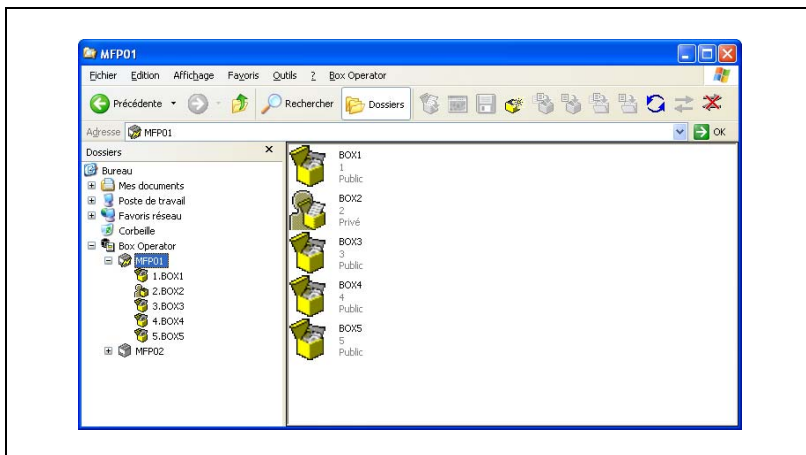 MFP01
Fichier Edition Affichage Favoris Outils ? Box Operator
Précédente Rechercher Dossiers
Adresse MFP01 OK
Dossiers x
Bureau
Mes documents
Poste de travail
Favoris réseau
Corbeille
Box Operator
MFP01
1.BOX1
2.BOX2
3.BOX3
4.BOX4
5.BOX5
MFP02
BOX1
1
Public
BOX2
2
Privé
BOX3
3
Public
BOX4
4
Public
BOX5
5
Public